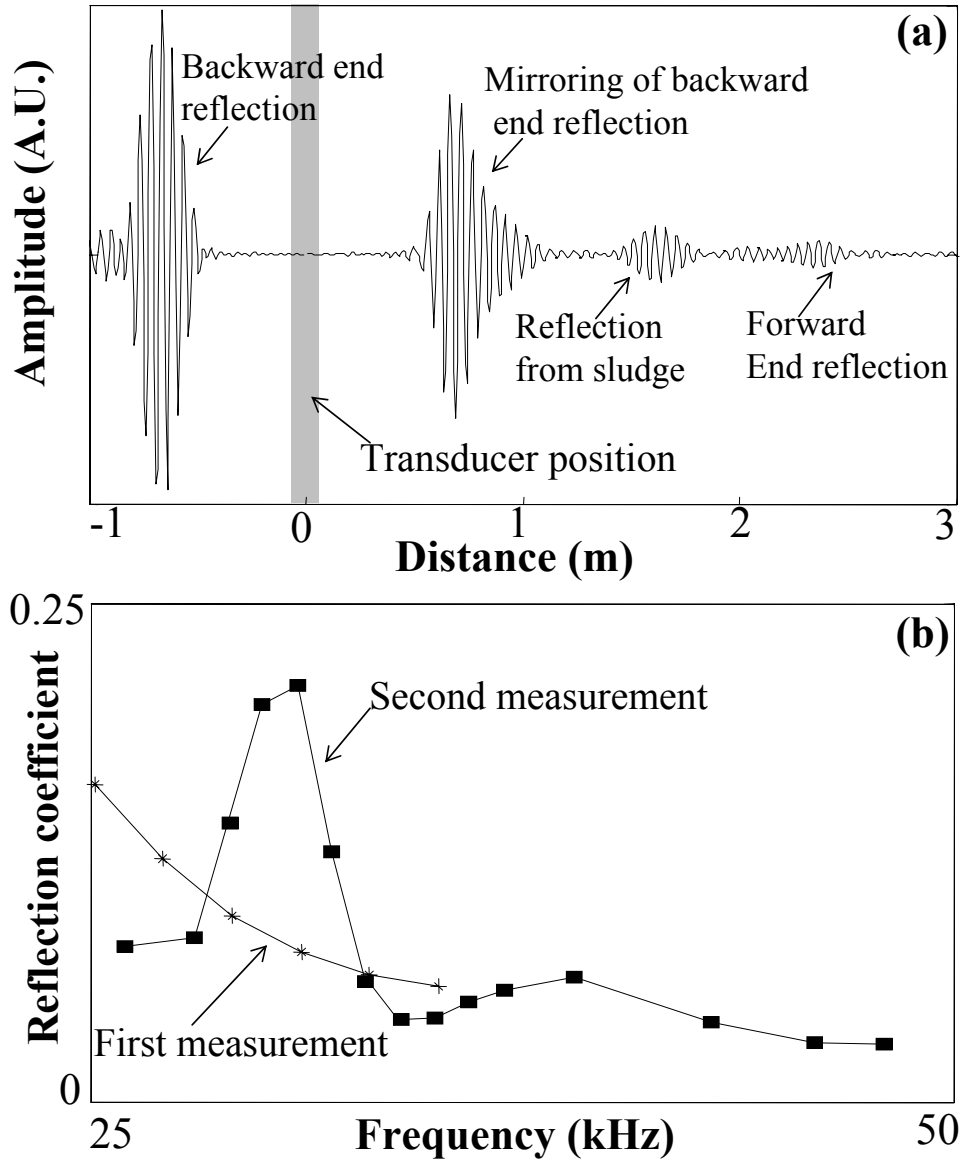 (a)
Amplitude (A.U.)
Backward end
reflection
Mirroring of backward
end reflection
Reflection
from sludge
Forward
End reflection
Transducer position
-1 0 1 2 3
Distance (m)
(b)
0.25
Reflection coefficient
Second measurement
First measurement
0
25 50
Frequency (kHz)